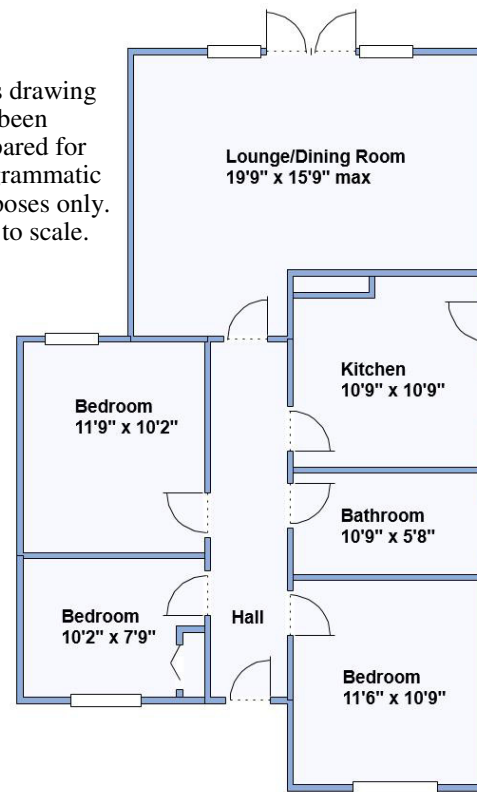 s drawing
been
pared for
grammatic
poses only.
to scale.
Lounge/Dining Room
19'9" x 15'9" max
Kitchen
10'9" x 10'9"
Bedroom
11'9" x 10'2"
Bathroom
10'9" x 5'8"
Bedroom
10'2" x 7'9"
Hall
Bedroom
11'6" x 10'9"